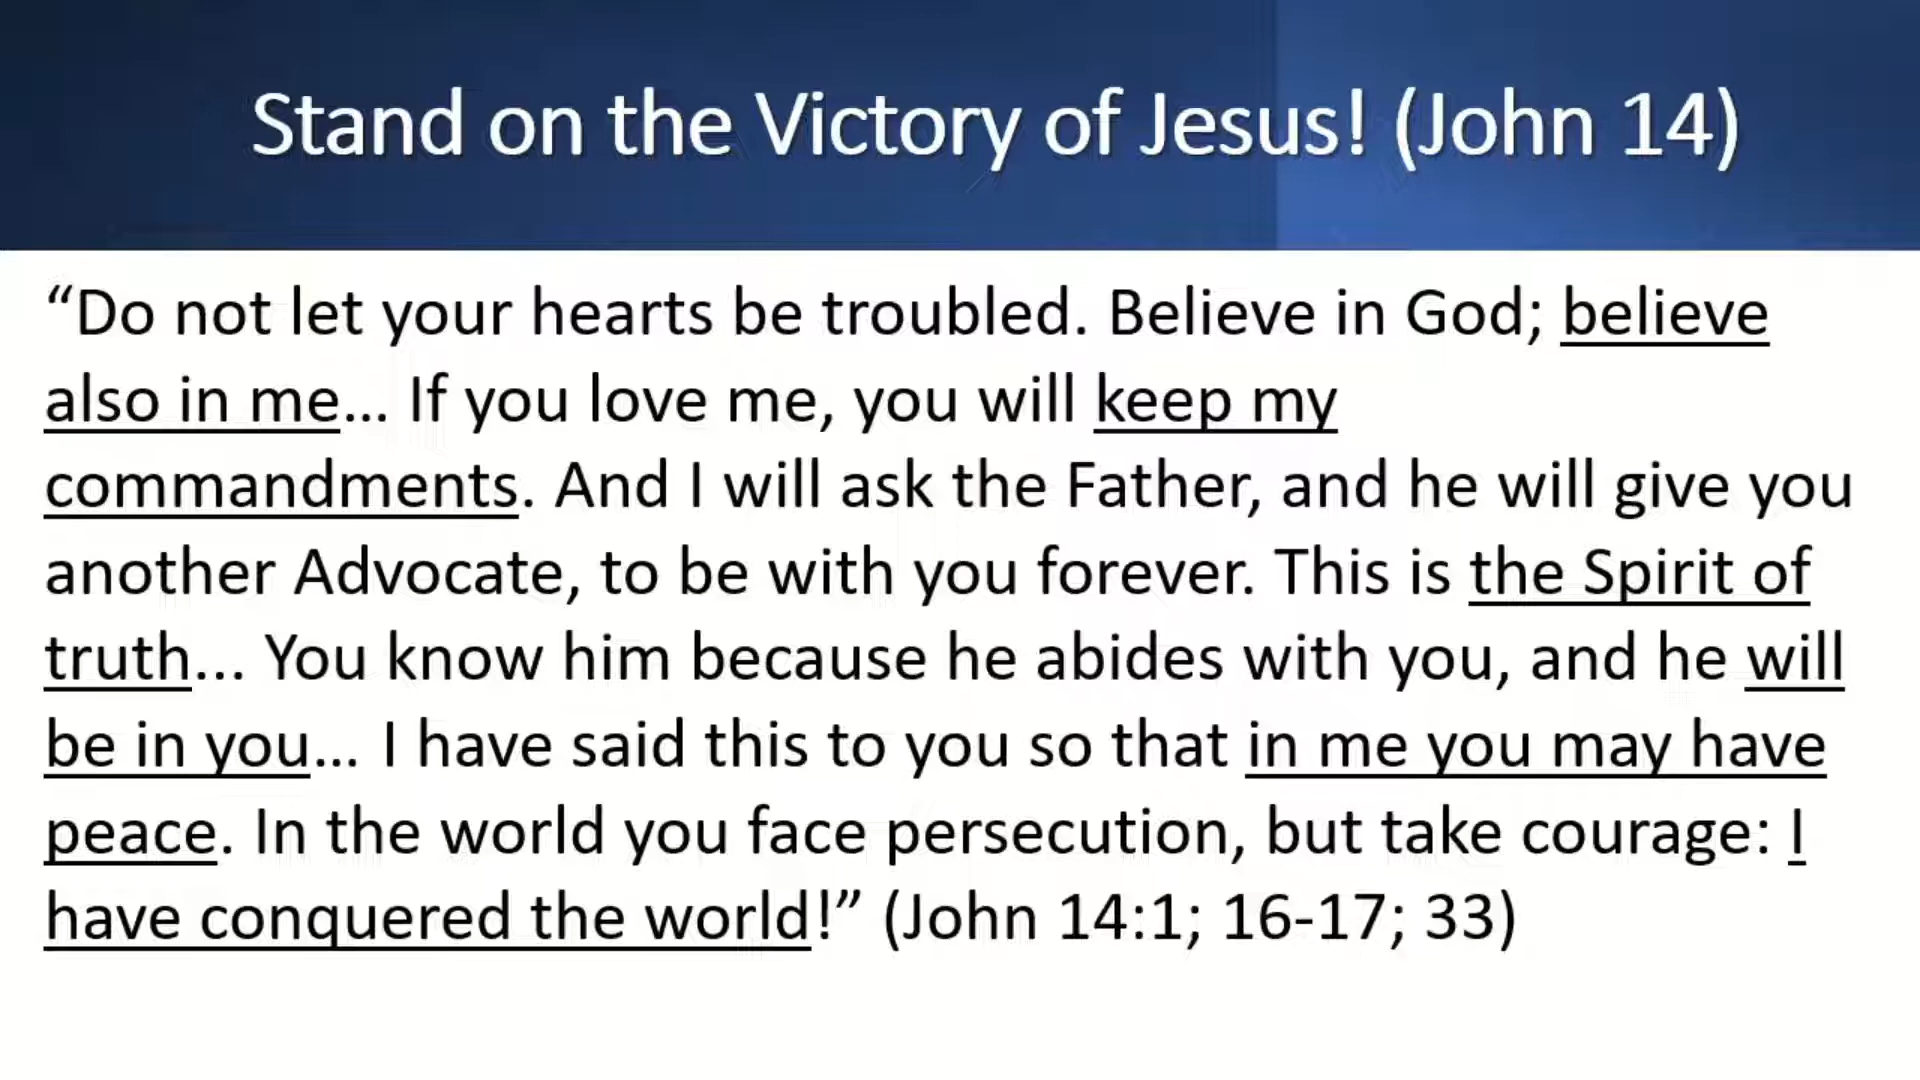 Stand on the Victory of Jesus! (John 14)
“Do not let your hearts be troubled. Believe in God; believe
also in me... If you love me, you will keep my
commandments. And I will ask the Father, and he will give you
another Advocate, to be with you forever. This is the Spirit of
truth... You know him because he abides with you, and he will
be in you... I have said this to you so that in me you may have
peace. In the world you face persecution, but take courage: I
have conquered the world!” (John 14:1; 16-17; 33)